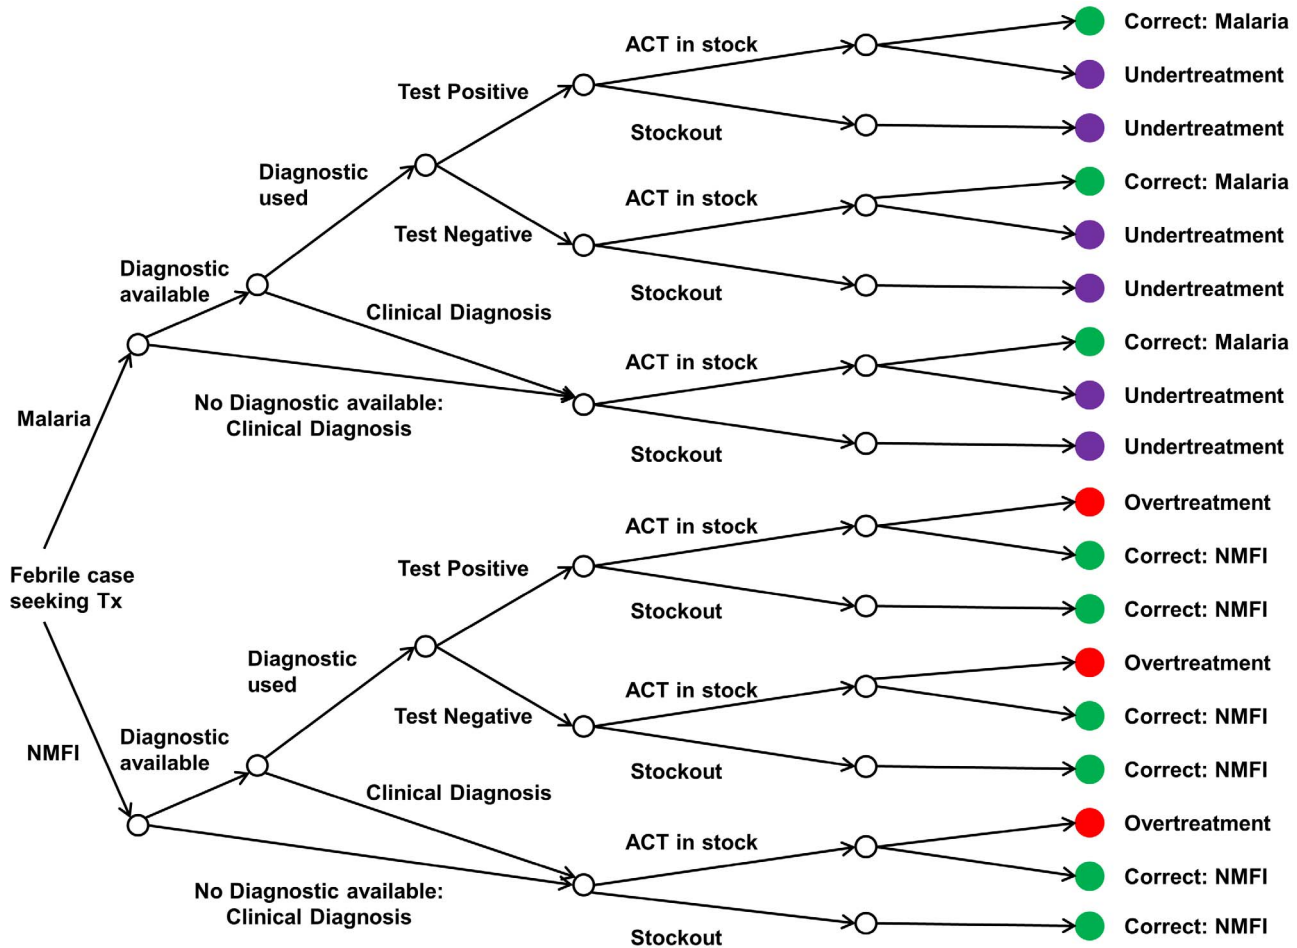 ACT in stock
Correct: Malaria
Undertreatment
Test Positive
Stockout
Undertreatment
Diagnostic
used
ACT in stock
Correct: Malaria
Test Negative
Undertreatment
Diagnostic
available
Stockout
Undertreatment
Clinical Diagnosis
ACT in stock
Correct: Malaria
Malaria
No Diagnostic available:
Clinical Diagnosis
Undertreatment
Stockout
Undertreatment
Febrile case
seeking Tx
ACT in stock
Overtreatment
Test Positive
Correct: NMFI
Stockout
Correct: NMFI
Diagnostic
used
ACT in stock
Overtreatment
Test Negative
Correct: NMFI
NMFI
Diagnostic
available
Stockout
Correct: NMFI
Clinical Diagnosis
ACT in stock
Overtreatment
No Diagnostic available:
Clinical Diagnosis
Correct: NMFI
Stockout
Correct: NMFI